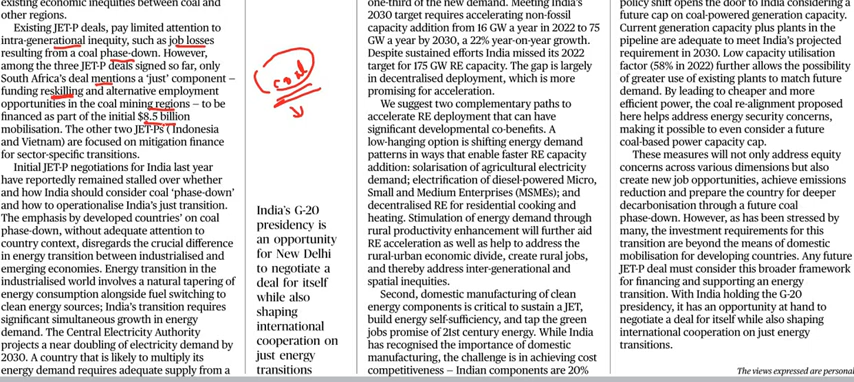 existing economic inequities between coal and
other regions.
Existing JET-P deals, pay limited attention to
intra-generational inequity, such as job losses
resulting from a coal phase-down. However,
among the three JET-P deals signed so far, only
South Africa's deal mentions a 'just' component —
funding reskilling and alternative employment
opportunities in the coal mining regions — to be
financed as part of the initial $8.5 billion
mobilisation. The other two JET-Ps (Indonesia
and Vietnam) are focused on mitigation finance
for sector-specific transitions.
Initial JET-P negotiations for India last year
have reportedly remained stalled over whether
and how India should consider coal 'phase-down'
and how to operationalise India's just transition.
The emphasis by developed countries' on coal
phase-down, without adequate attention to
country context, disregards the crucial difference
in energy transition between industrialised and
emerging economies. Energy transition in the
industrialised world involves a natural tapering of
energy consumption alongside fuel switching to
clean energy sources; India's transition requires
significant simultaneous growth in energy
demand. The Central Electricity Authority
projects a near doubling of electricity demand by
2030. A country that is likely to multiply its
energy demand requires adequate supply from a
coal
India's G-20
presidency is
an opportunity
for New Delhi
to negotiate a
deal for itself
while also
shaping
international
cooperation on
just energy
transitions
one-third of the new demand. Meeting India's
2030 target requires accelerating non-fossil
capacity addition from 16 GW a year in 2022 to 75
GW a year by 2030, a 22% year-on-year growth.
Despite sustained efforts India missed its 2022
target for 175 GW RE capacity. The gap is largely
in decentralised deployment, which is more
promising for acceleration.
We suggest two complementary paths to
accelerate RE deployment that can have
significant developmental co-benefits. A
low-hanging option is shifting energy demand
patterns in ways that enable faster RE capacity
addition: solarisation of agricultural electricity
demand; electrification of diesel-powered Micro,
Small and Medium Enterprises (MSMEs); and
decentralised RE for residential cooking and
heating. Stimulation of energy demand through
rural productivity enhancement will further aid
RE acceleration as well as help to address the
rural-urban economic divide, create rural jobs,
and thereby address inter-generational and
spatial inequities.
Second, domestic manufacturing of clean
energy components is critical to sustain a JET,
build energy self-sufficiency, and tap the green
jobs promise of 21st century energy. While India
has recognised the importance of domestic
manufacturing, the challenge is in achieving cost
competitiveness — Indian components are 20%
policy shift opens the door to India considering a
future cap on coal-powered generation capacity.
Current generation capacity plus plants in the
pipeline are adequate to meet India's projected
requirement in 2030. Low capacity utilisation
factor (58% in 2022) further allows the possibility
of greater use of existing plants to match future
demand. By leading to cheaper and more
efficient power, the coal re-alignment proposed
here helps address energy security concerns,
making it possible to even consider a future
coal-based power capacity cap.
These measures will not only address equity
concerns across various dimensions but also
create new job opportunities, achieve emissions
reduction and prepare the country for deeper
decarbonisation through a future coal
phase-down. However, as has been stressed by
many, the investment requirements for this
transition are beyond the means of domestic
mobilisation for developing countries. Any future
JET-P deal must consider this broader framework
for financing and supporting an energy
transition. With India holding the G-20
presidency, it has an opportunity at hand to
negotiate a deal for itself while also shaping
international cooperation on just energy
transitions.
The views expressed are personal